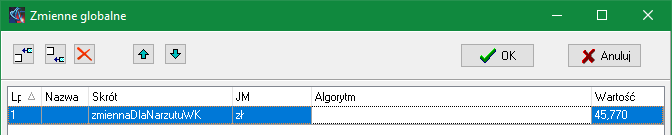 Zmienne globalne
OK Anuluj
Lp Nazwa Skrót JM Algorytm Wartość
1 zmiennaDlaNarzutuWK zł 45,770